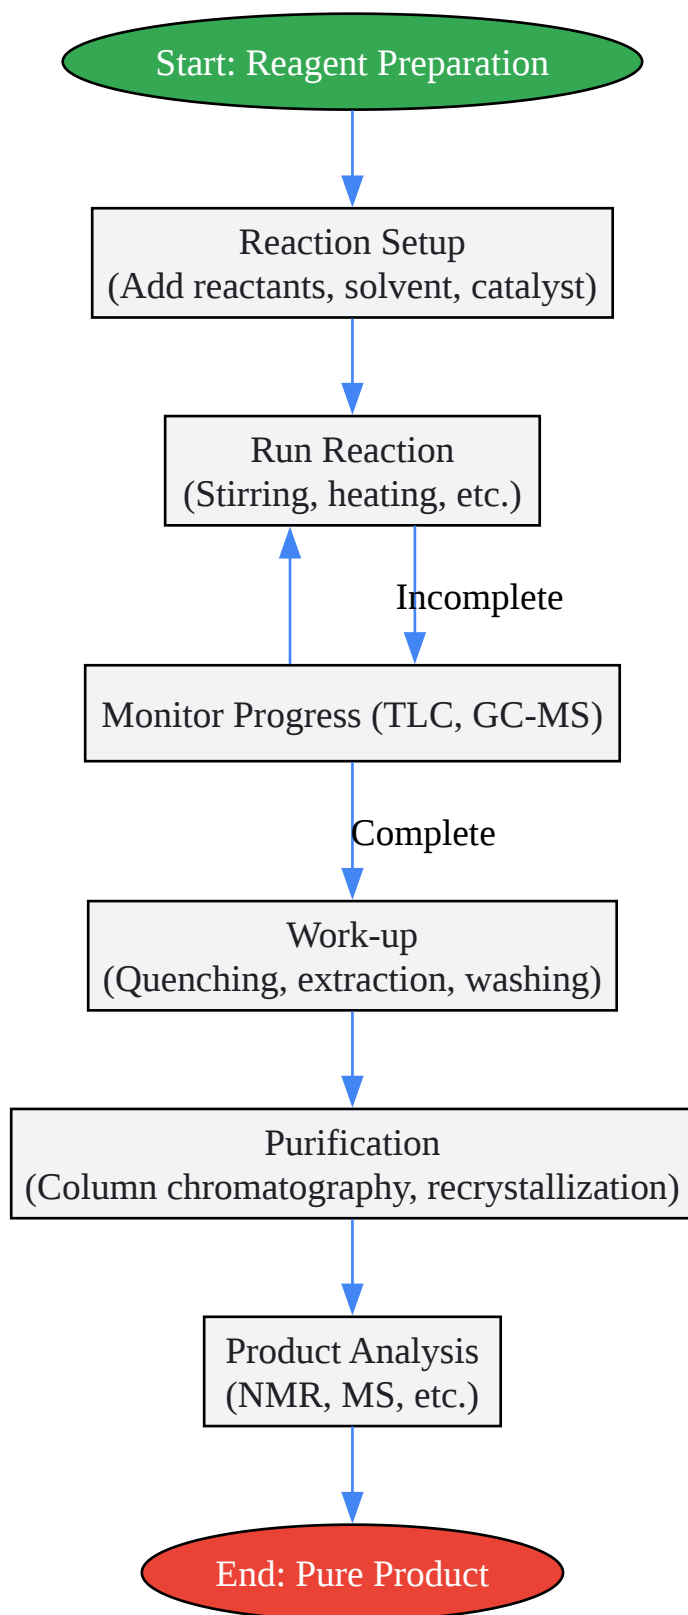 Start: Reagent Preparation
Reaction Setup
(Add reactants, solvent, catalyst)
Run Reaction
(Stirring, heating, etc.)
Incomplete
Monitor Progress (TLC, GC-MS)
Complete
Work-up
(Quenching, extraction, washing)
Purification
(Column chromatography, recrystallization)
Product Analysis
(NMR, MS, etc.)
End: Pure Product